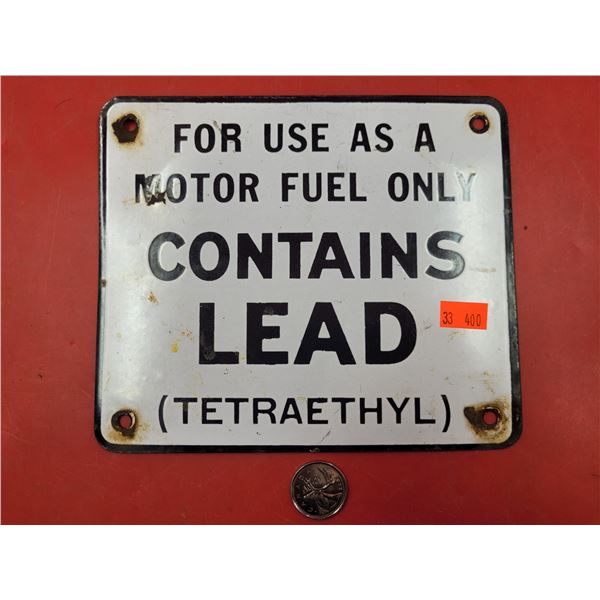 FOR USE AS A
MOTOR FUEL ONLY
CONTAINS
LEAD
(TETRAETHYL)
33 400